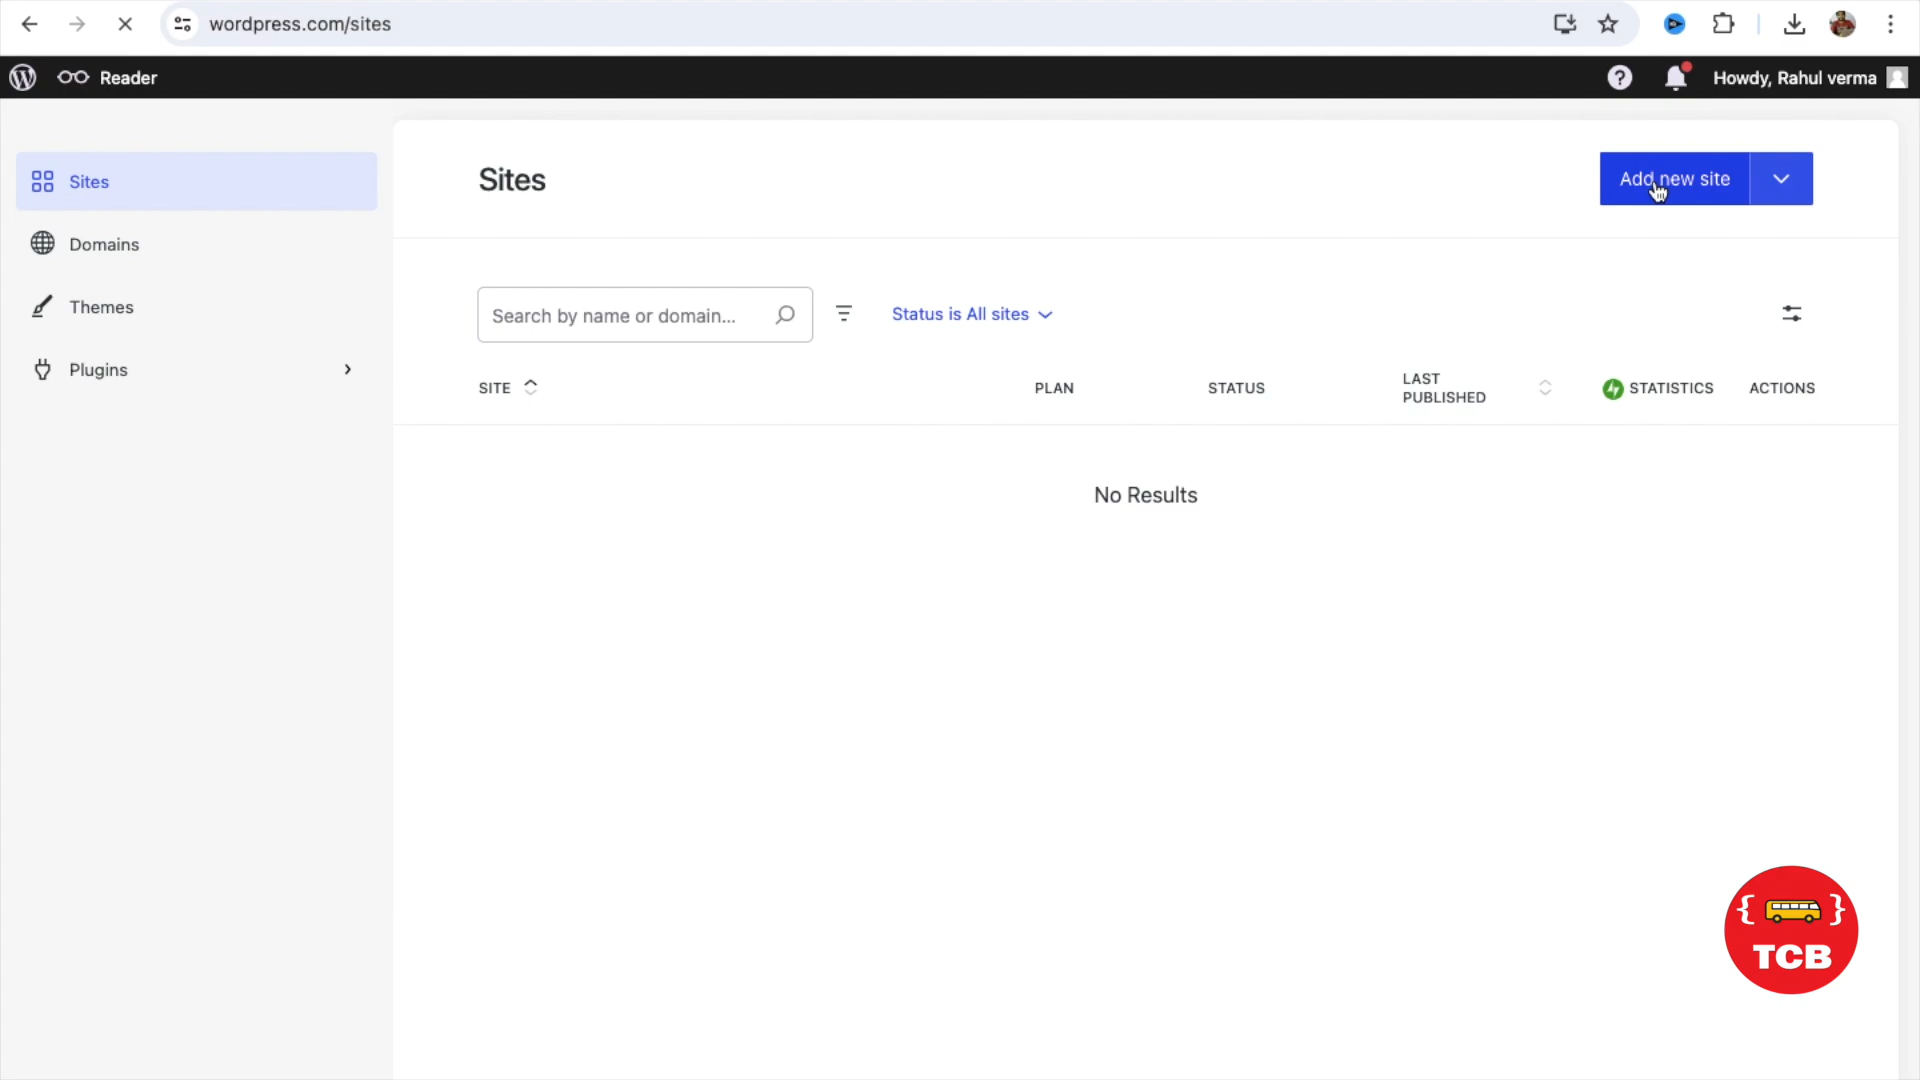 wordpress.com/sites
Reader
Howdy, Rahul verma
Sites
Domains
Themes
Plugins
Sites
Add new site
Search by name or domain...
Status is All sites
SITE
PLAN
STATUS
LAST
PUBLISHED
STATISTICS
ACTIONS
No Results
{ }
TCB